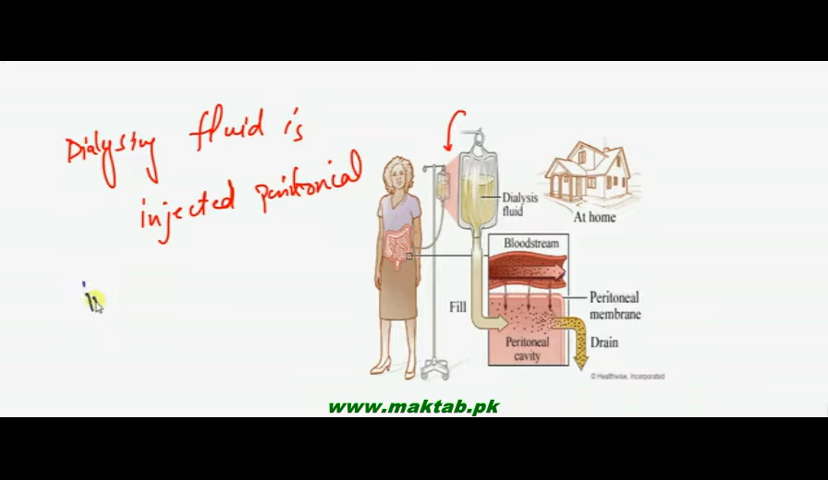 Dialysing fluid is
injected peritonical
Dialysis
fluid
At home
Bloodstream
Fill
Peritoneal
membrane
Peritoneal
cavity
Drain
© Healthwise, Incorporated
www.maktab.pk